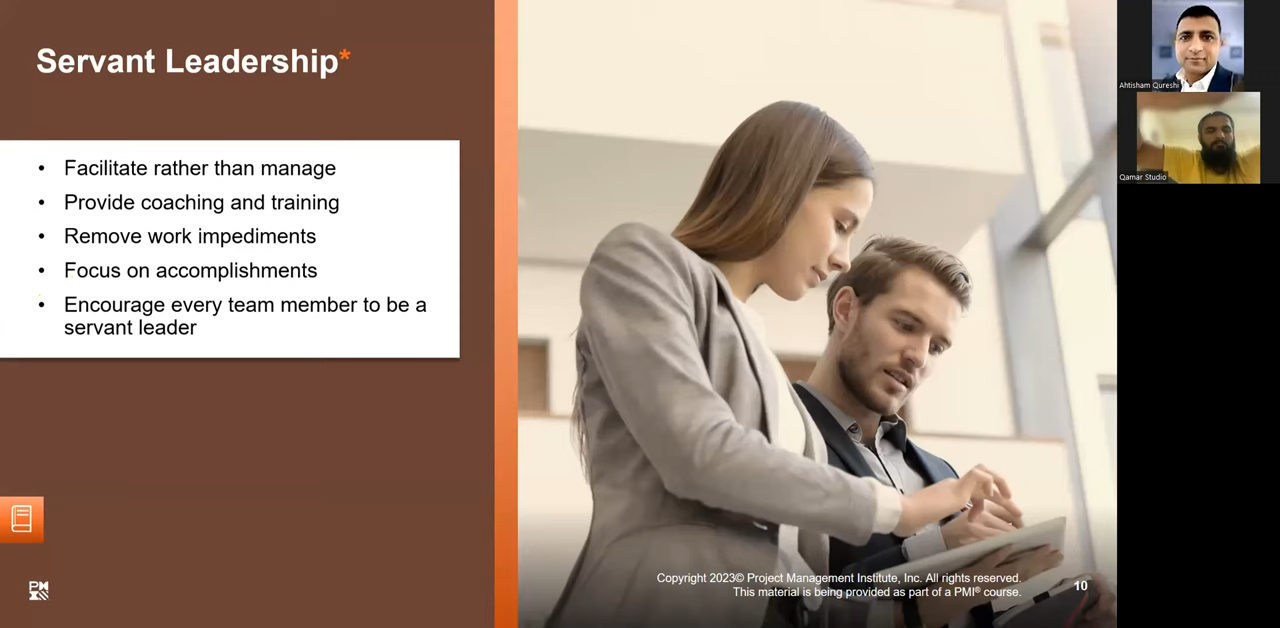 Servant Leadership*
• Facilitate rather than manage
• Provide coaching and training
• Remove work impediments
• Focus on accomplishments
• Encourage every team member to be a
servant leader
PM
Copyright 2023© Project Management Institute, Inc. All rights reserved.
This material is being provided as part of a PMI® course.
10
Ahtisham Qureshi
Qamar Studio